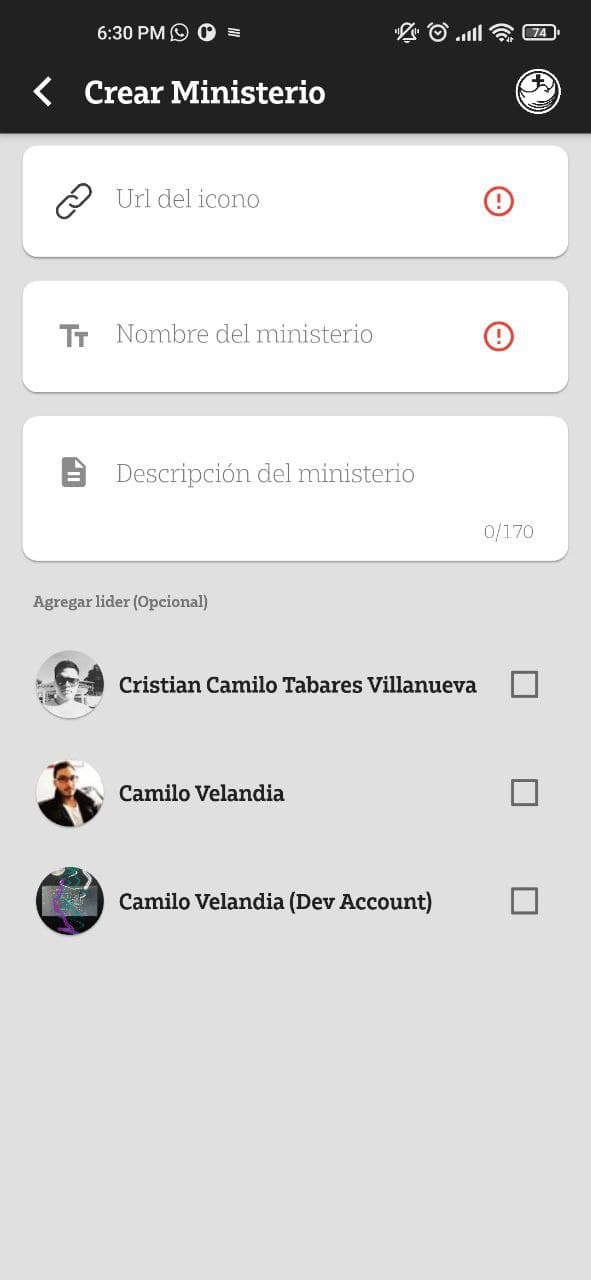 6:30 PM
74
Crear Ministerio
Url del icono
Nombre del ministerio
Descripción del ministerio
0/170
Agregar lider (Opcional)
Cristian Camilo Tabares Villanueva
Camilo Velandia
Camilo Velandia (Dev Account)